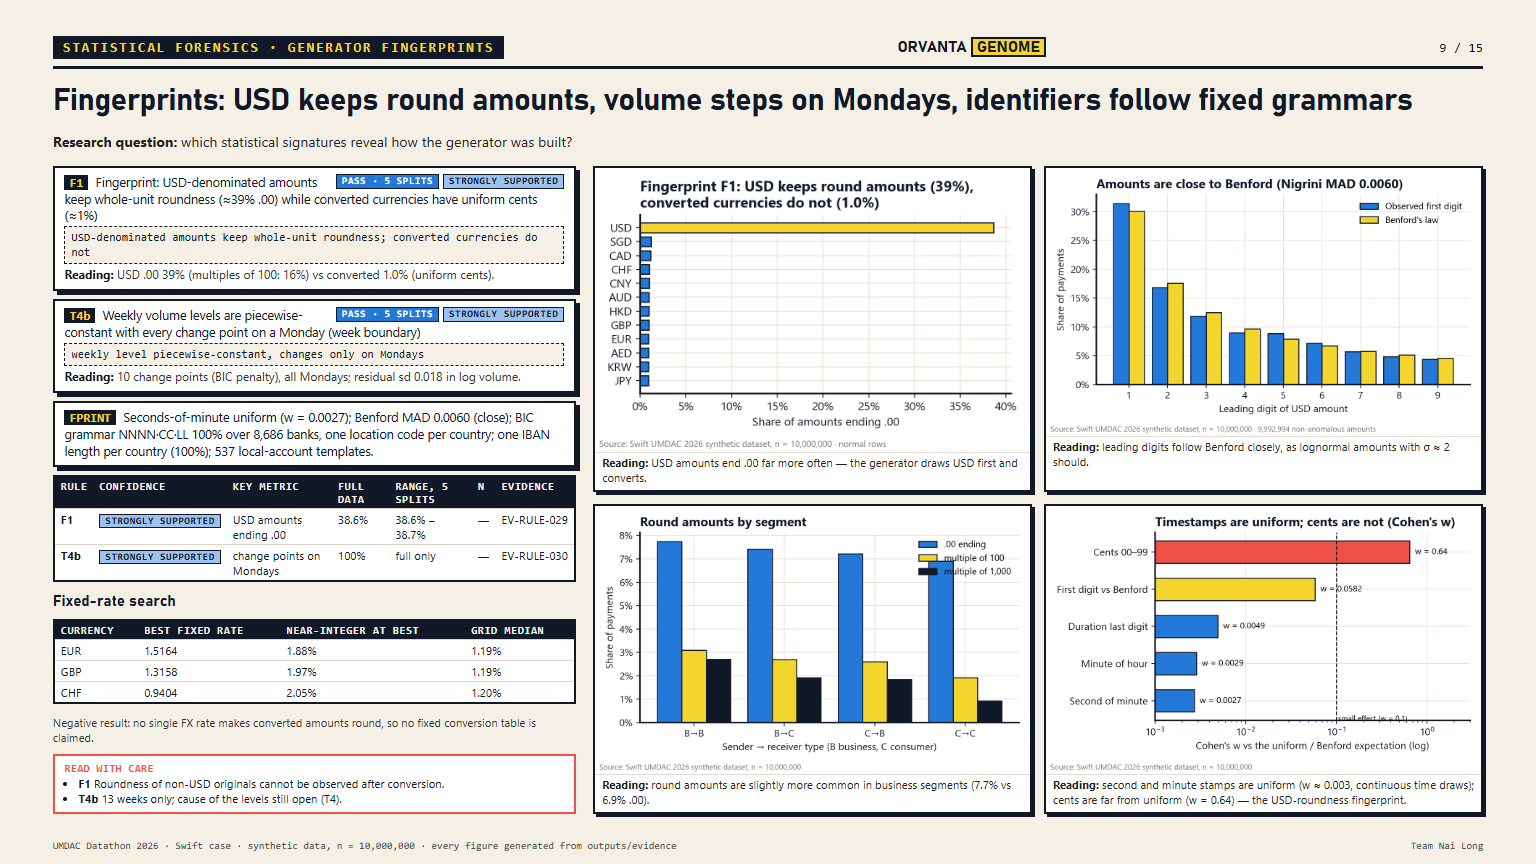 STATISTICAL FORENSICS · GENERATOR FINGERPRINTS
ORVANTA GENOME
9 / 15
Fingerprints: USD keeps round amounts, volume steps on Mondays, identifiers follow fixed grammars
Research question: which statistical signatures reveal how the generator was built?
F1 Fingerprint: USD-denominated amounts
PASS · 5 SPLITS STRONGLY SUPPORTED
keep whole-unit roundness (≈39% .00) while converted currencies have uniform cents
(≈1%)
USD-denominated amounts keep whole-unit roundness; converted currencies do
not
Reading: USD .00 39% (multiples of 100: 16%) vs converted 1.0% (uniform cents).
T4b Weekly volume levels are piecewise-
PASS · 5 SPLITS STRONGLY SUPPORTED
constant with every change point on a Monday (week boundary)
weekly level piecewise-constant, changes only on Mondays
Reading: 10 change points (BIC penalty), all Mondays; residual sd 0.018 in log volume.
FPRINT Seconds-of-minute uniform (w = 0.0027); Benford MAD 0.0060 (close); BIC
grammar NNNN·CC·LL 100% over 8,686 banks, one location code per country; one IBAN
length per country (100%); 537 local-account templates.
RULE CONFIDENCE KEY METRIC FULL DATA RANGE, 5 SPLITS N EVIDENCE
F1 STRONGLY SUPPORTED USD amounts ending .00 38.6% 38.6% – 38.7% — EV-RULE-029
T4b STRONGLY SUPPORTED change points on Mondays 100% full only — EV-RULE-030
Fixed-rate search
CURRENCY BEST FIXED RATE NEAR-INTEGER AT BEST GRID MEDIAN
EUR 1.5164 1.88% 1.19%
GBP 1.3158 1.97% 1.19%
CHF 0.9404 2.05% 1.20%
Negative result: no single FX rate makes converted amounts round, so no fixed conversion table is
claimed.
READ WITH CARE
• F1 Roundness of non-USD originals cannot be observed after conversion.
• T4b 13 weeks only; cause of the levels still open (T4).
Fingerprint F1: USD keeps round amounts (39%),
converted currencies do not (1.0%)
USD
SGD
CAD
CHF
CNY
AUD
HKD
GBP
EUR
AED
KRW
JPY
0% 5% 10% 15% 20% 25% 30% 35% 40%
Share of amounts ending .00
Source: Swift UMDAC 2026 synthetic dataset, n = 10,000,000 · normal rows
Reading: USD amounts end .00 far more often — the generator draws USD first and
converts.
Amounts are close to Benford (Nigrini MAD 0.0060)
Observed first digit
Benford's law
Share of payments
30%
25%
20%
15%
10%
5%
0%
1 2 3 4 5 6 7 8 9
Leading digit of USD amount
Source: Swift UMDAC 2026 synthetic dataset, n = 10,000,000 · 9,992,994 non-anomalous amounts
Reading: leading digits follow Benford closely, as lognormal amounts with σ ≈ 2
should.
Round amounts by segment
.00 ending
multiple of 100
multiple of 1,000
Share of payments
8%
7%
6%
5%
4%
3%
2%
1%
0%
B→B B→C C→B C→C
Sender → receiver type (B business, C consumer)
Source: Swift UMDAC 2026 synthetic dataset, n = 10,000,000
Reading: round amounts are slightly more common in business segments (7.7% vs
6.9% .00).
Timestamps are uniform; cents are not (Cohen's w)
Cents 00–99 w = 0.64
First digit vs Benford w = 0.0582
Duration last digit w = 0.0049
Minute of hour w = 0.0029
Second of minute w = 0.0027
small effect (w = 0.1)
10⁻³ 10⁻² 10⁻¹ 10⁰
Cohen's w vs the uniform / Benford expectation (log)
Source: Swift UMDAC 2026 synthetic dataset, n = 10,000,000
Reading: second and minute stamps are uniform (w ≈ 0.003, continuous time draws);
cents are far from uniform (w = 0.64) — the USD-roundness fingerprint.
UMDAC Datathon 2026 · Swift case · synthetic data, n = 10,000,000 · every figure generated from outputs/evidence
Team Nai Long